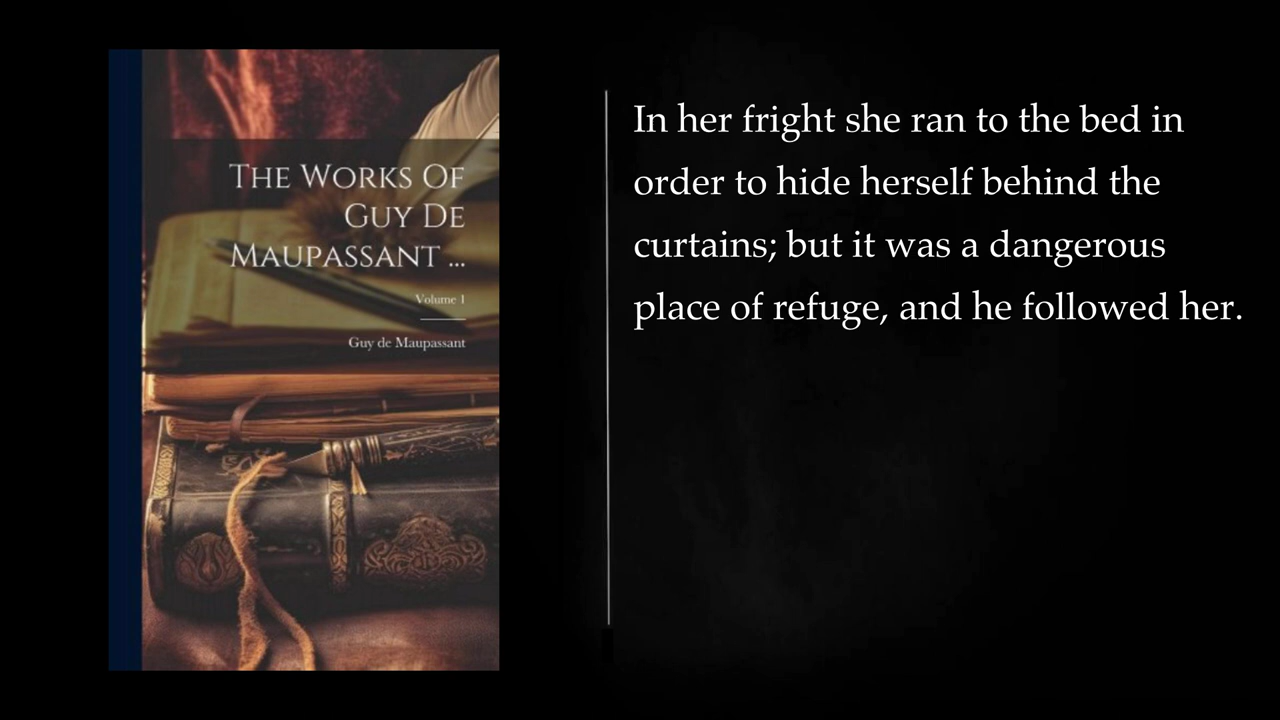 The Works Of
Guy De
Maupassant ...
Volume 1
Guy de Maupassant
In her fright she ran to the bed in
order to hide herself behind the
curtains; but it was a dangerous
place of refuge, and he followed her.